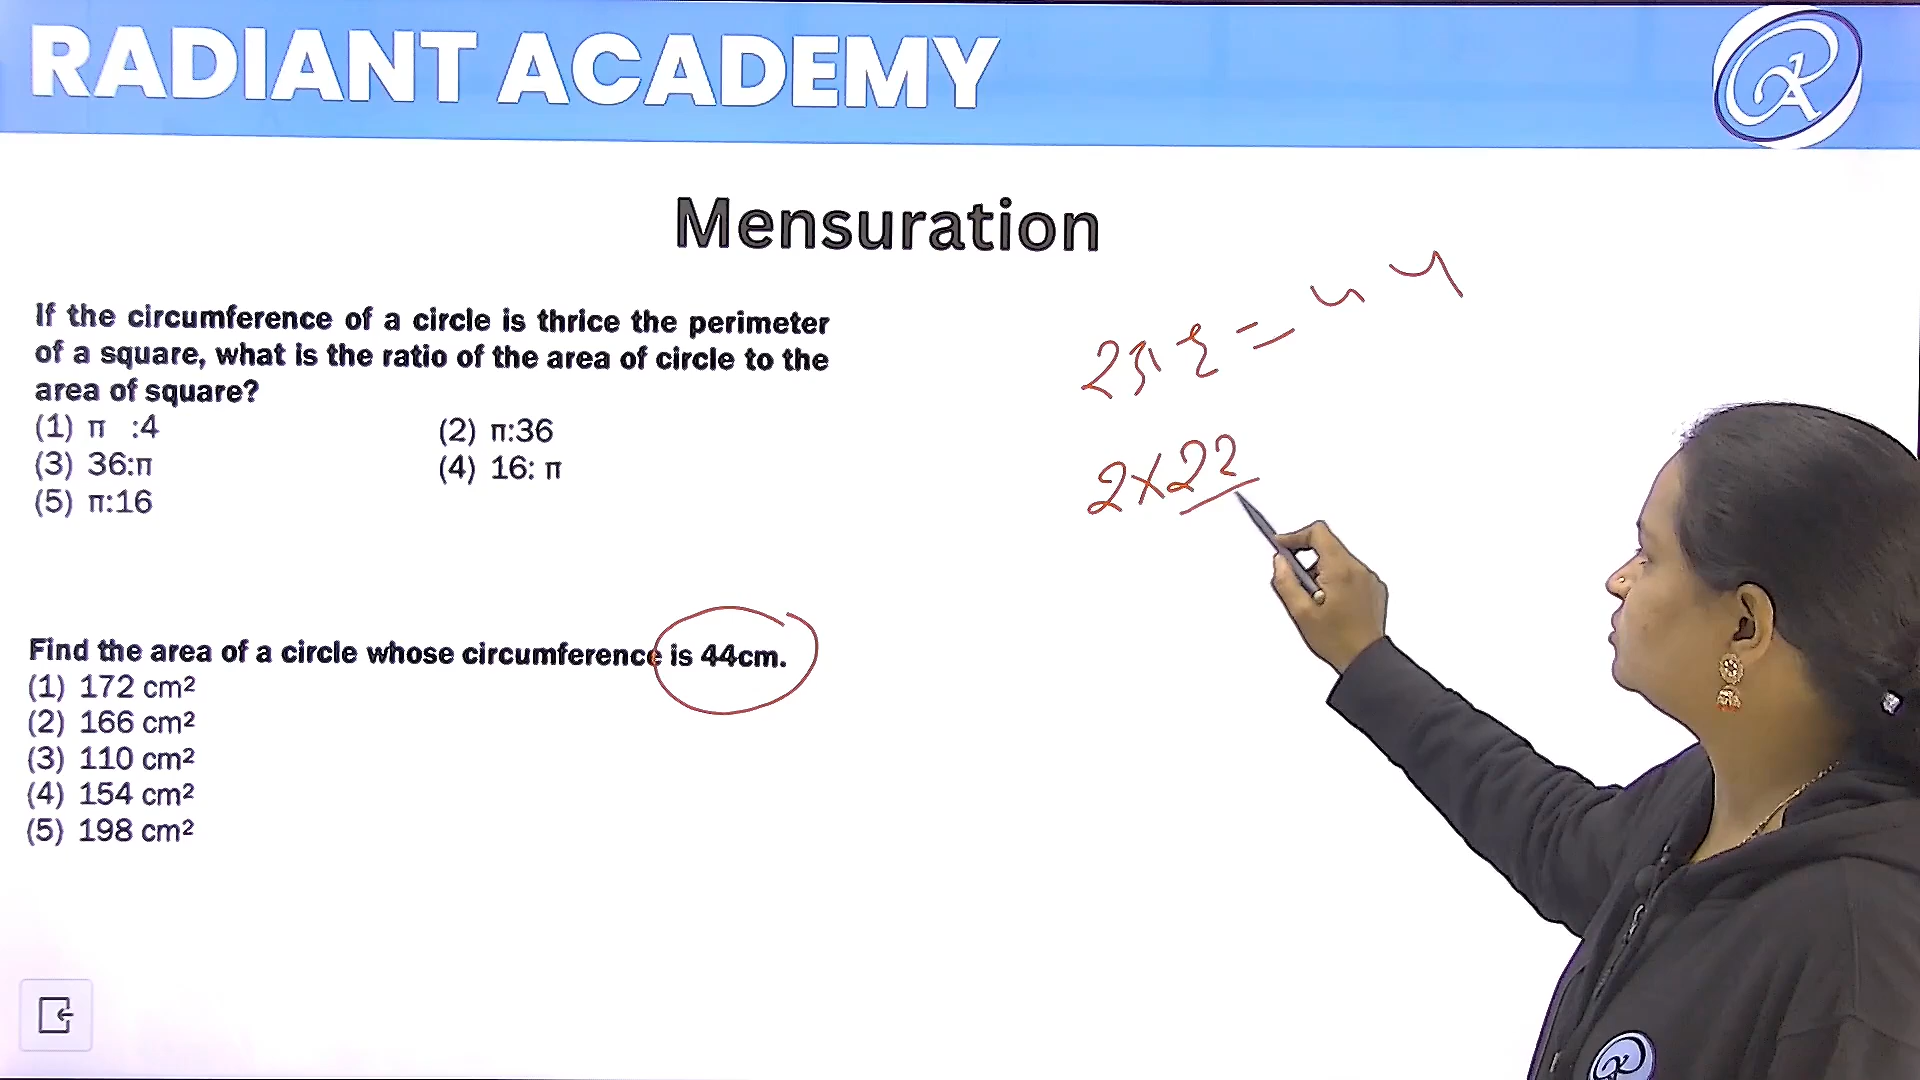 RADIANT ACADEMY
Mensuration
If the circumference of a circle is thrice the perimeter
of a square, what is the ratio of the area of circle to the
area of square?
(1) π :4
(2) π:36
(3) 36:π
(4) 16: π
(5) π:16
2πr = 44
2×22
Find the area of a circle whose circumference is 44cm.
(1) 172 cm²
(2) 166 cm²
(3) 110 cm²
(4) 154 cm²
(5) 198 cm²